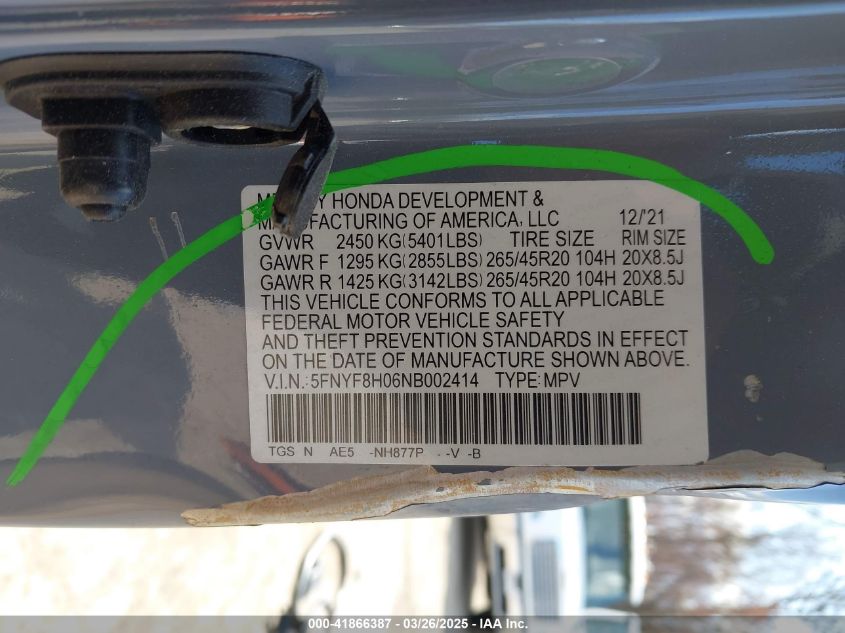 HONDA DEVELOPMENT &
MANUFACTURING OF AMERICA, LLC 12/'21
GVWR 2450 KG(5401LBS) TIRE SIZE RIM SIZE
GAWR F 1295 KG(2855LBS) 265/45R20 104H 20X8.5J
GAWR R 1425 KG(3142LBS) 265/45R20 104H 20X8.5J
THIS VEHICLE CONFORMS TO ALL APPLICABLE
FEDERAL MOTOR VEHICLE SAFETY
AND THEFT PREVENTION STANDARDS IN EFFECT
ON THE DATE OF MANUFACTURE SHOWN ABOVE.
V.I.N.: 5FNYF8H06NB002414 TYPE: MPV
TGS N AE5 -NH877P . -V -B
000-41866387 - 03/26/2025 - IAA Inc.